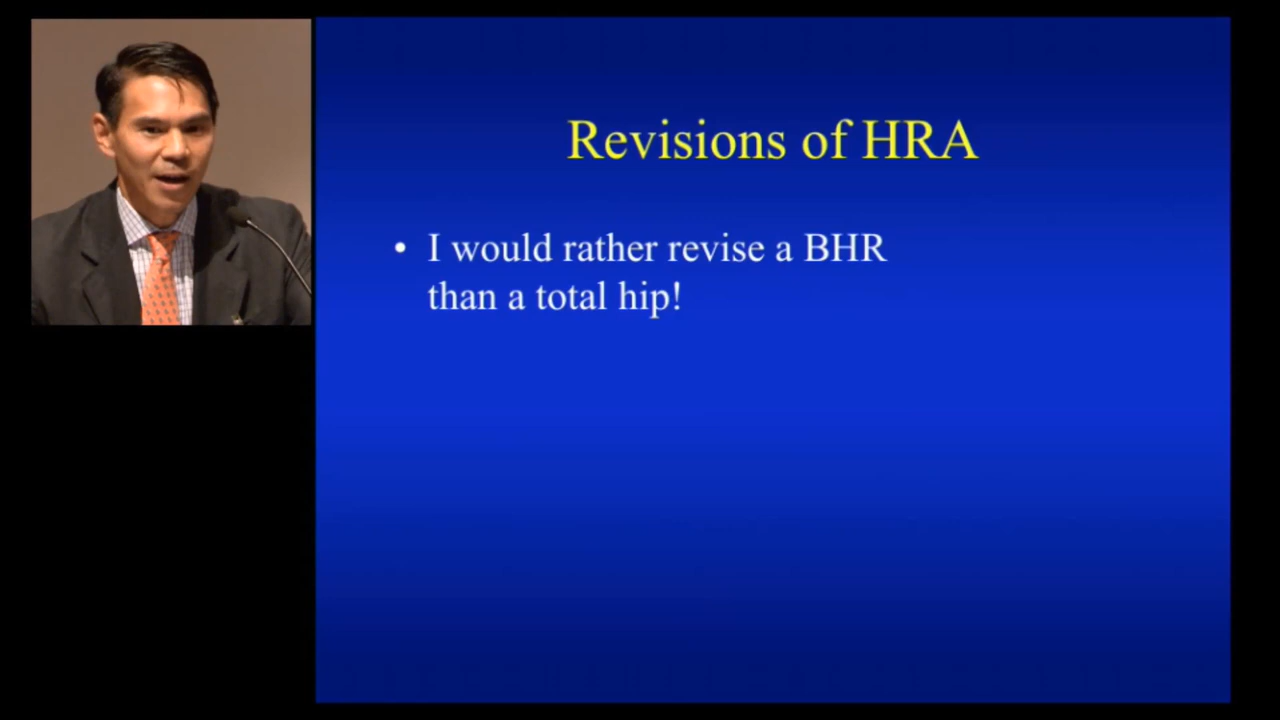 Revisions of HRA
• I would rather revise a BHR
than a total hip!